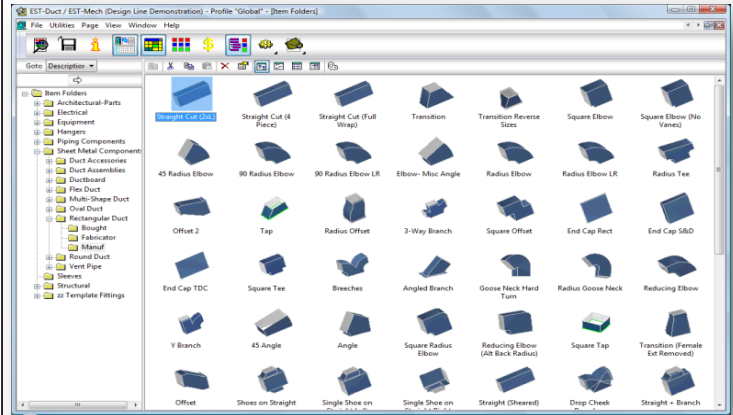 EST-Duct / EST-Mech (Design Line Demonstration) - Profile "Global" - [Item Folders]
File Utilities Page View Window Help
Goto Description
Item Folders
Architectural-Parts
Electrical
Equipment
Hangers
Piping Components
Sheet Metal Components
Duct Accessories
Duct Assemblies
Ductboard
Flex Duct
Multi-Shape Duct
Oval Duct
Rectangular Duct
Bought
Fabricator
Manuf
Round Duct
Vent Pipe
Sleeves
Structural
zz Template Fittings
Straight Cut (2xL)
Straight Cut (4
Piece)
Straight Cut (Full
Wrap)
Transition
Transition Reverse
Sizes
Square Elbow
Square Elbow (No
Vanes)
45 Radius Elbow
90 Radius Elbow
90 Radius Elbow LR
Elbow- Misc Angle
Radius Elbow
Radius Elbow LR
Radius Tee
Offset 2
Tap
Radius Offset
3-Way Branch
Square Offset
End Cap Rect
End Cap S&D
End Cap TDC
Square Tee
Breeches
Angled Branch
Goose Neck Hard
Turn
Radius Goose Neck
Reducing Elbow
Y Branch
45 Angle
Angle
Square Radius
Elbow
Reducing Elbow
(Alt Back Radius)
Square Tap
Transition (Female
Ext Removed)
Offset
Shoes on Straight
Single Shoe on
Single Shoe on
Straight (Sheared)
Drop Cheek
Straight + Branch